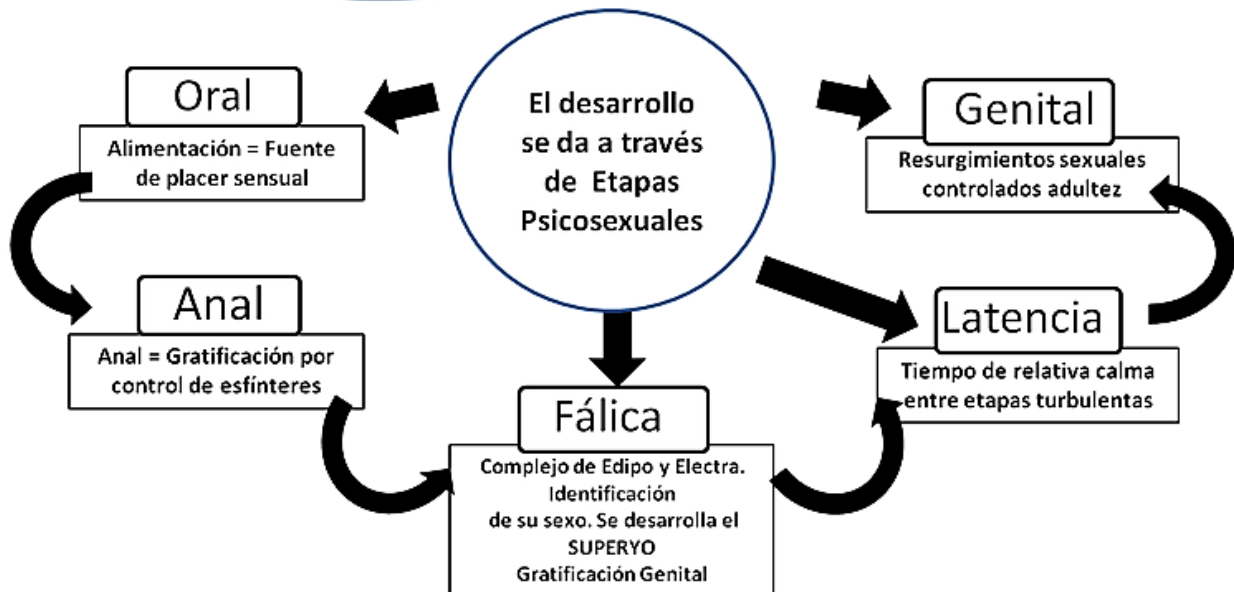 El desarrollo
se da a través
de Etapas
Psicosexuales
Oral
Alimentación = Fuente
de placer sensual
Anal
Anal = Gratificación por
control de esfínteres
Fálica
Complejo de Edipo y Electra.
Identificación
de su sexo. Se desarrolla el
SUPERYO
Gratificación Genital
Latencia
Tiempo de relativa calma
entre etapas turbulentas
Genital
Resurgimientos sexuales
controlados adultez